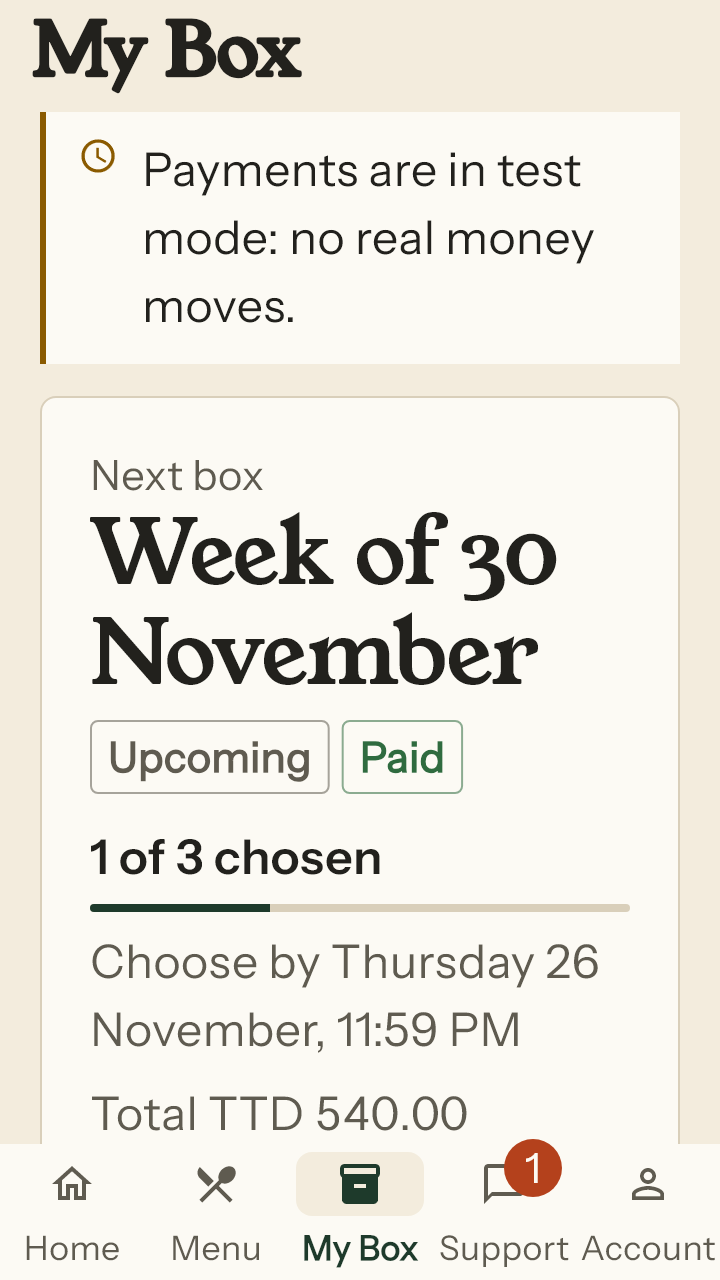 My Box
Payments are in test
mode: no real money
moves.
Next box
Week of 30
November
Upcoming Paid
1 of 3 chosen
Choose by Thursday 26
November, 11:59 PM
Total TTD 540.00
1
Home Menu My Box Support Account